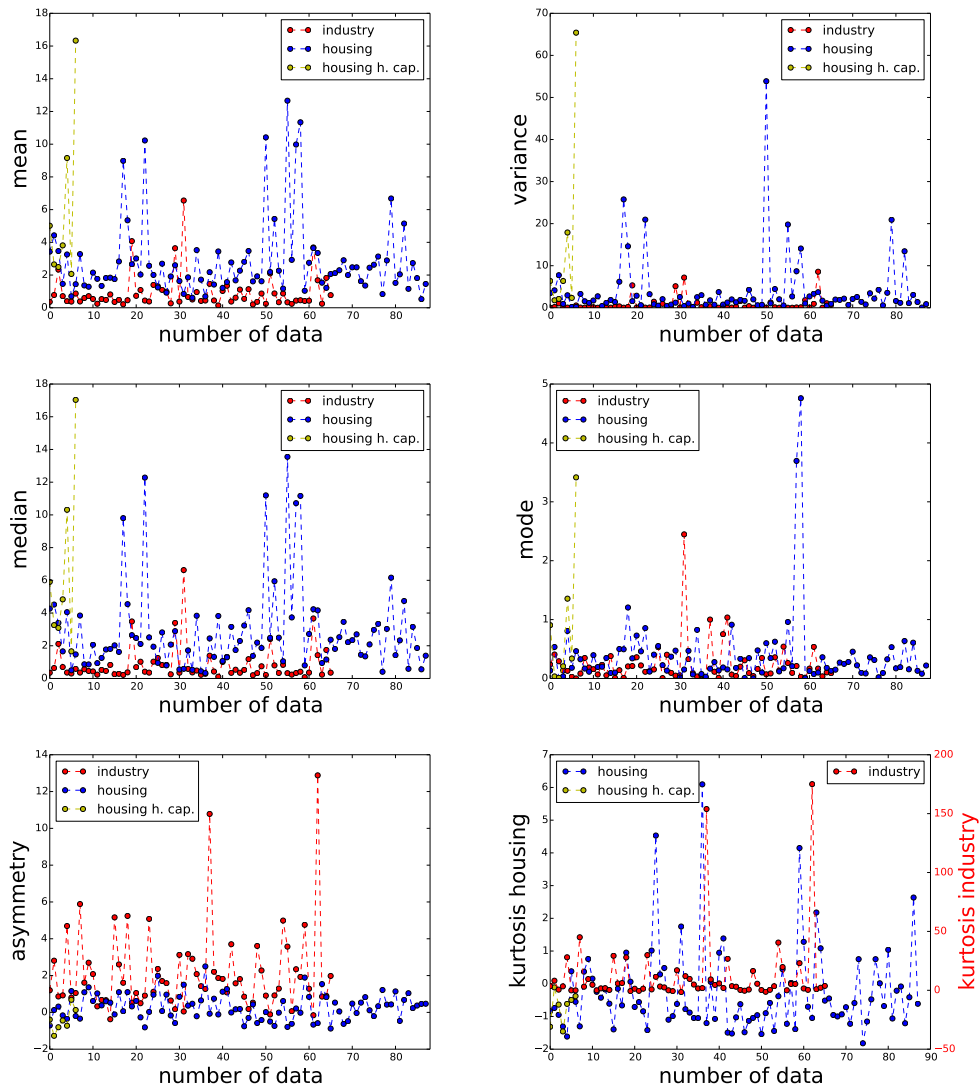 18
16
14
12
10
8
6
4
2
0
mean
0 10 20 30 40 50 60 70 80
number of data
industry
housing
housing h. cap.
70
60
50
40
30
20
10
0
variance
0 10 20 30 40 50 60 70 80
number of data
industry
housing
housing h. cap.
18
16
14
12
10
8
6
4
2
0
median
0 10 20 30 40 50 60 70 80
number of data
industry
housing
housing h. cap.
5
4
3
2
1
0
mode
0 10 20 30 40 50 60 70 80
number of data
industry
housing
housing h. cap.
14
12
10
8
6
4
2
0
−2
asymmetry
0 10 20 30 40 50 60 70 80
number of data
industry
housing
housing h. cap.
7
6
5
4
3
2
1
0
−1
−2
kurtosis housing
0 10 20 30 40 50 60 70 80 90
number of data
housing
housing h. cap.
industry
200
150
100
50
0
−50
kurtosis industry